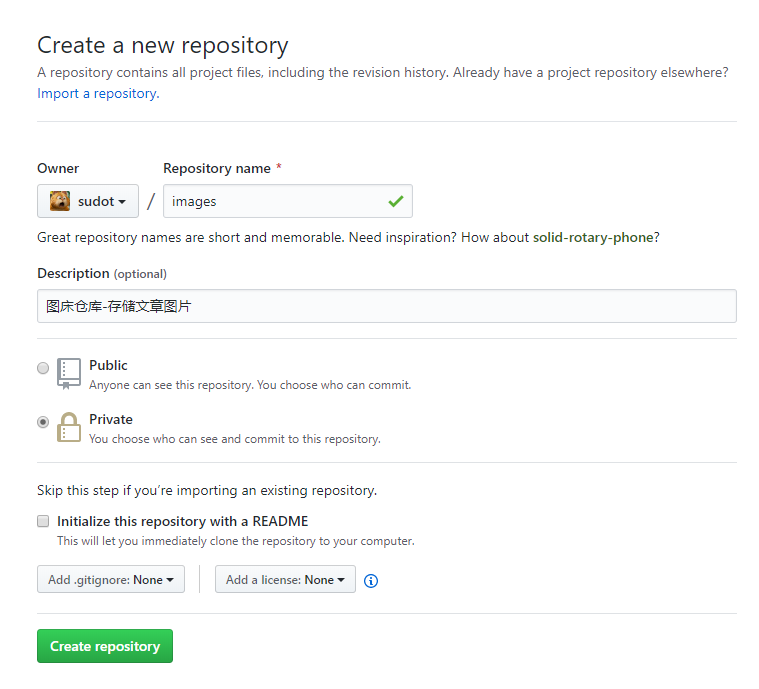 Create a new repository
A repository contains all project files, including the revision history. Already have a project repository elsewhere?
Import a repository.
Owner Repository name *
sudot / images
Great repository names are short and memorable. Need inspiration? How about solid-rotary-phone?
Description (optional)
图床仓库-存储文章图片
Public
Anyone can see this repository. You choose who can commit.
Private
You choose who can see and commit to this repository.
Skip this step if you’re importing an existing repository.
Initialize this repository with a README
This will let you immediately clone the repository to your computer.
Add .gitignore: None Add a license: None
Create repository